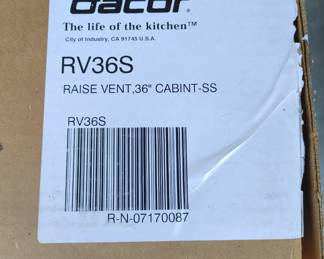 dacor.
The life of the kitchen™
City of Industry, CA 91745 U.S.A.
RV36S
RAISE VENT,36" CABINT-SS
RV36S
R-N-07170087